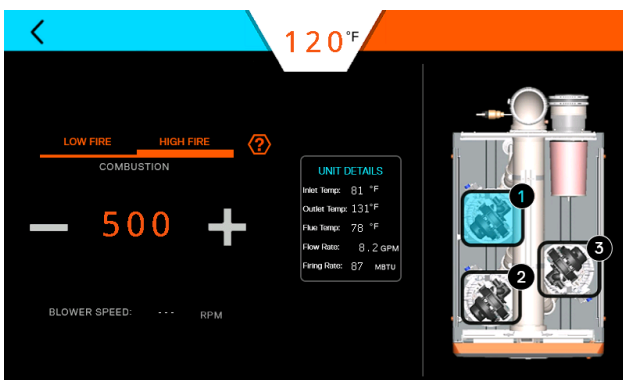 120°F
LOW FIRE HIGH FIRE ?
COMBUSTION
— 500 +
BLOWER SPEED: --- RPM
UNIT DETAILS
Inlet Temp: 81 °F
Outlet Temp: 131°F
Flue Temp: 78 °F
Flow Rate: 8.2 GPM
Firing Rate: 87 MBTU
1
2
3